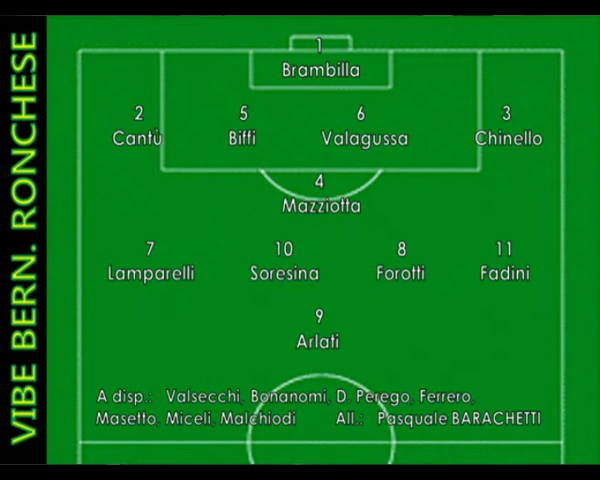 VIBE BERN. RONCHESE
1
Brambilla
2 5 6 3
Cantù Biffi Valagussa Chinello
4
Mazziotta
7 10 8 11
Lamparelli Soresina Forotti Fadini
9
Arlati
A disp.: Valsecchi, Bonanomi, D. Perego, Ferrero,
Masetto, Miceli, Malchiodi All.: Pasquale BARACHETTI